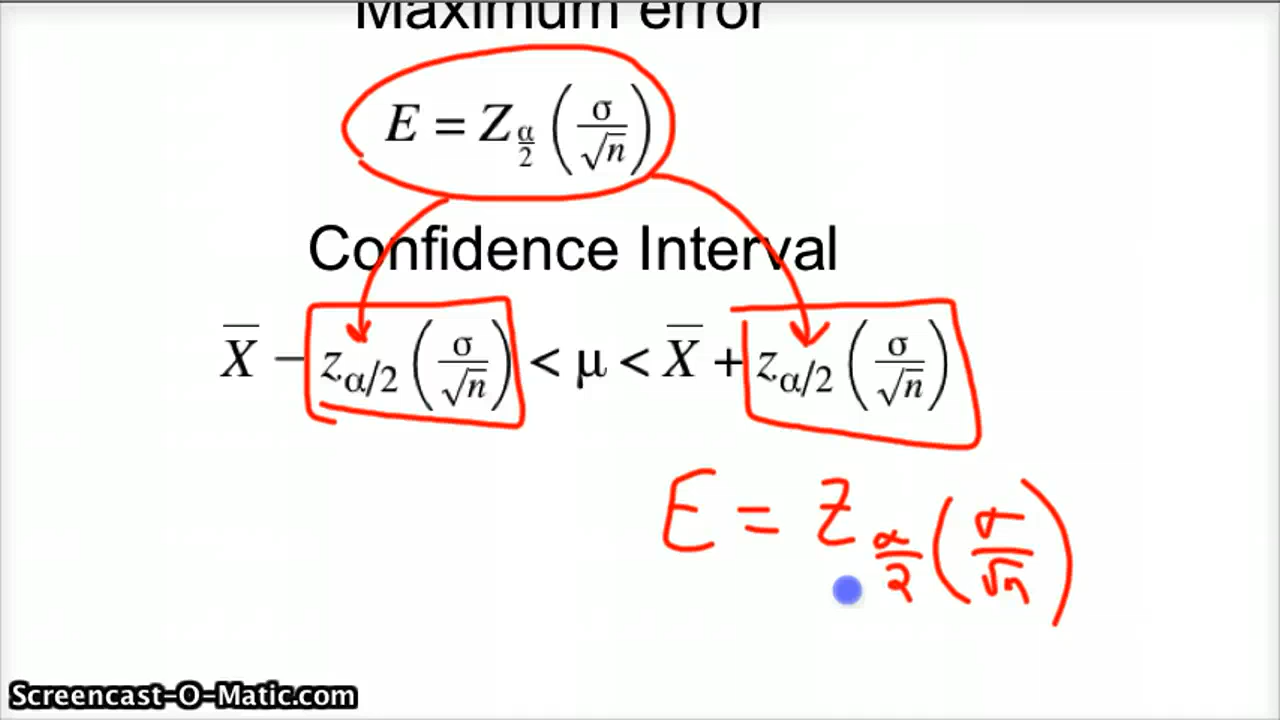 Maximum error
E = Z_{α/2} (σ/√n)
Confidence Interval
X̄ − z_{α/2} (σ/√n) < μ < X̄ + z_{α/2} (σ/√n)
E = Z_{α/2} (σ/√n)
Screencast-O-Matic.com